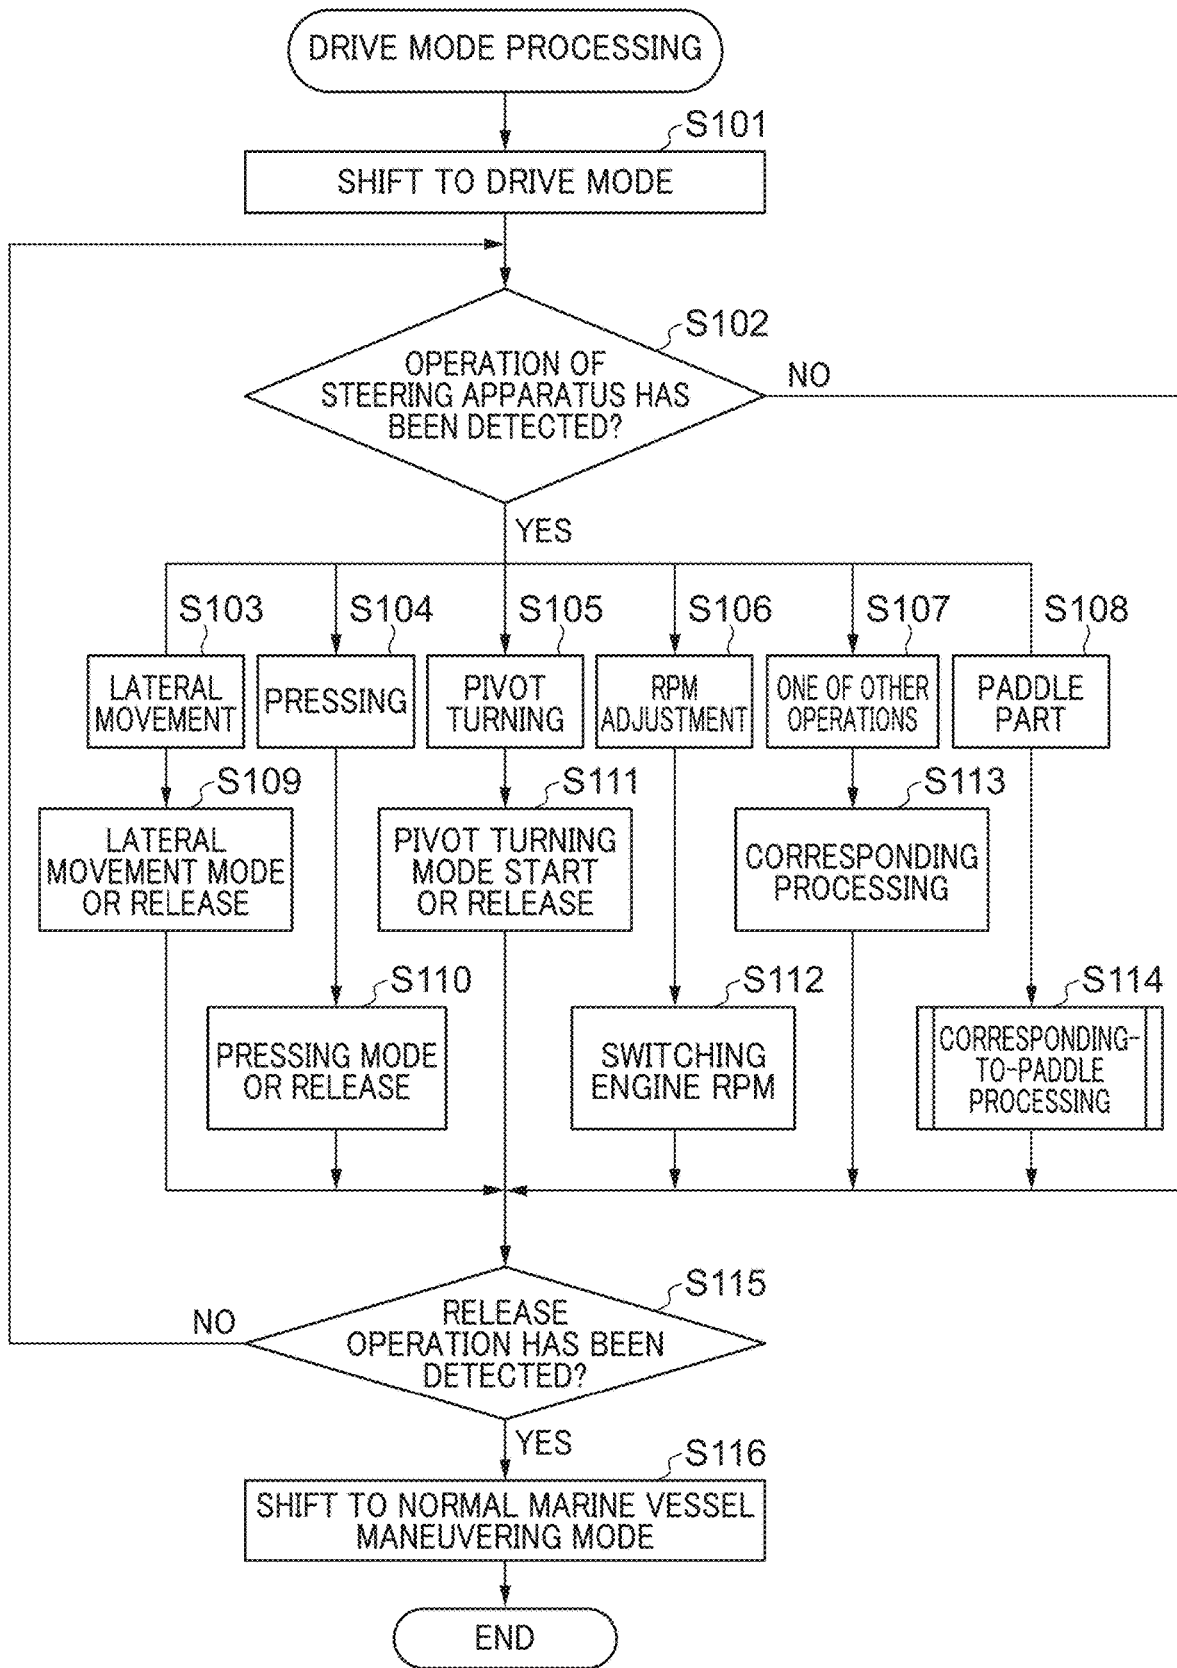 DRIVE MODE PROCESSING
S101
SHIFT TO DRIVE MODE
S102
OPERATION OF
STEERING APPARATUS HAS
BEEN DETECTED?
NO
YES
S103
S104
S105
S106
S107
S108
LATERAL
MOVEMENT
PRESSING
PIVOT
TURNING
RPM
ADJUSTMENT
ONE OF OTHER
OPERATIONS
PADDLE
PART
S109
S111
S113
LATERAL
MOVEMENT MODE
OR RELEASE
PIVOT TURNING
MODE START
OR RELEASE
CORRESPONDING
PROCESSING
S110
S112
S114
PRESSING MODE
OR RELEASE
SWITCHING
ENGINE RPM
CORRESPONDING-
TO-PADDLE
PROCESSING
S115
NO
RELEASE
OPERATION HAS BEEN
DETECTED?
YES
S116
SHIFT TO NORMAL MARINE VESSEL
MANEUVERING MODE
END